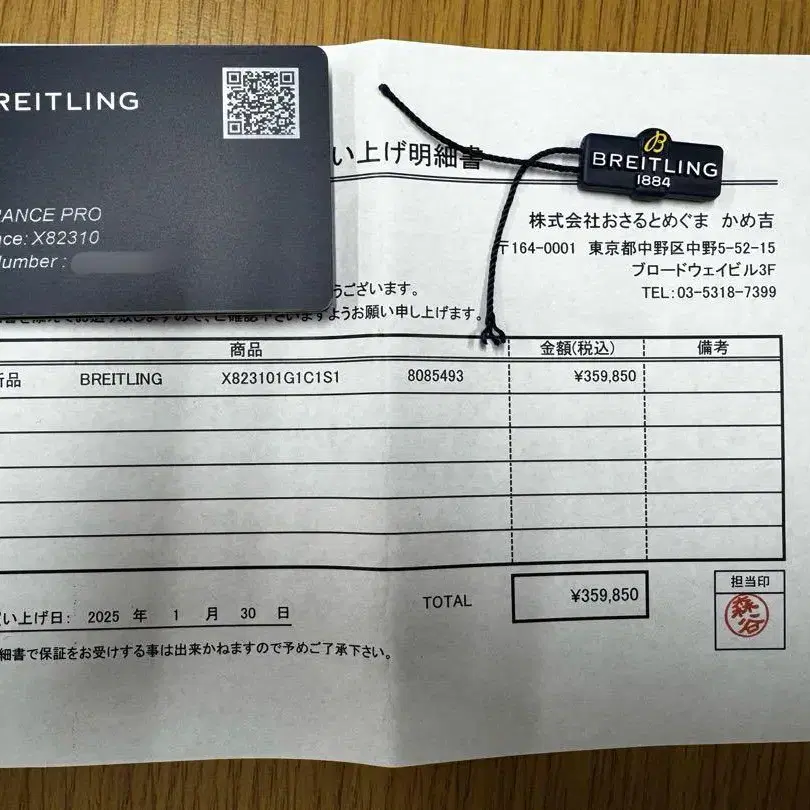 REITLING
RANCE PRO
nce: X82310
Number :
い上げ明細書
BREITLING
1884
株式会社おさるとめぐま かめ吉
〒164-0001 東京都中野区中野5-52-15
ブロードウェイビル3F
TEL:03-5318-7399
うございます。
ますようお願い申し上げます。
商品 金額(税込) 備考
新品 BREITLING X823101G1C1S1 8085493 ¥359,850
TOTAL ¥359,850
担当印
森谷
い上げ日: 2025 年 1 月 30 日
細書で保証をお受けする事は出来かねますので予めご了承下さい。